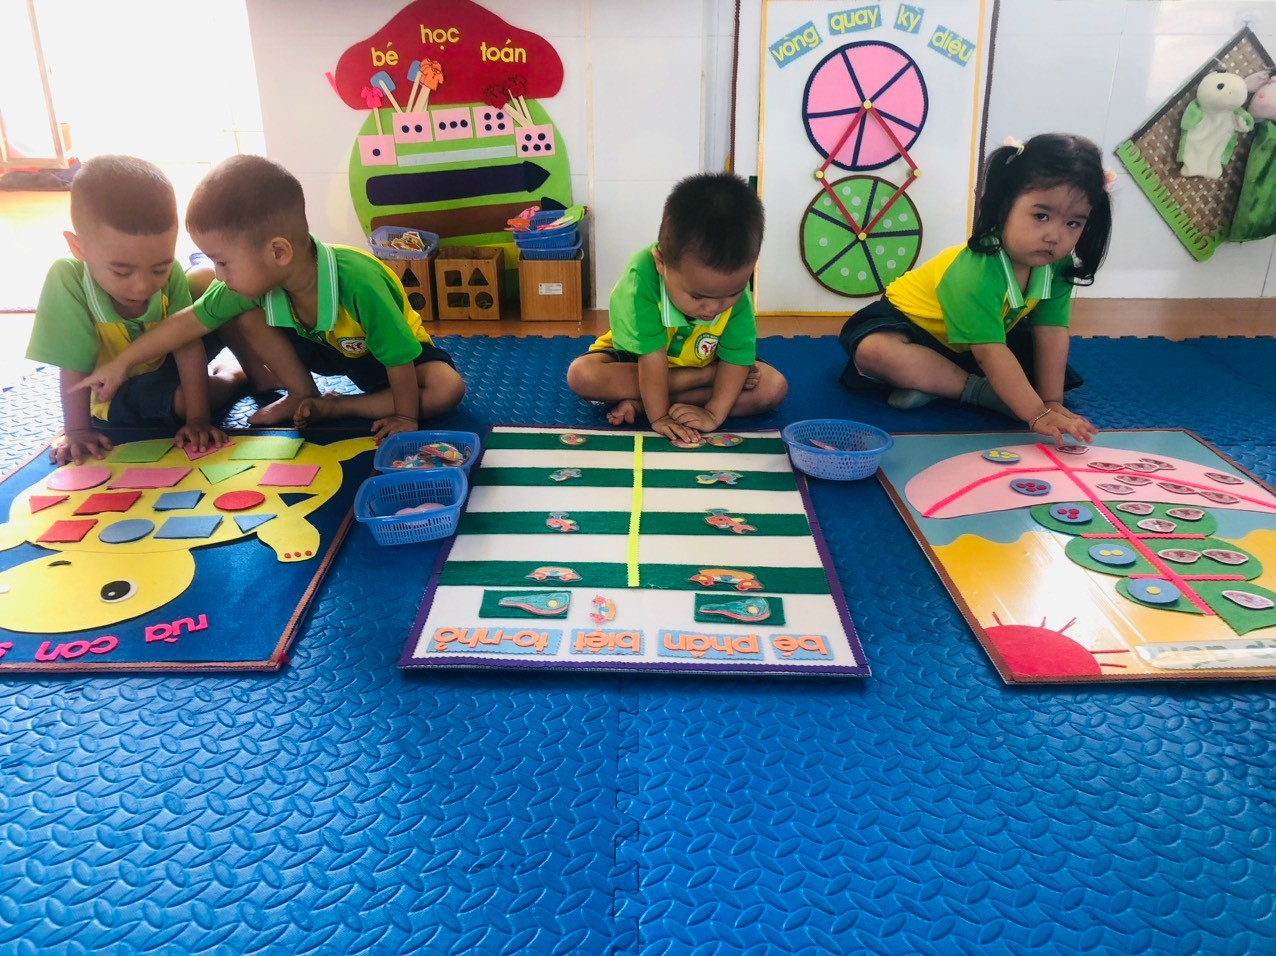 bé học toán
vòng quay kỳ diệu
rùa con
bé phân biệt to-nhỏ